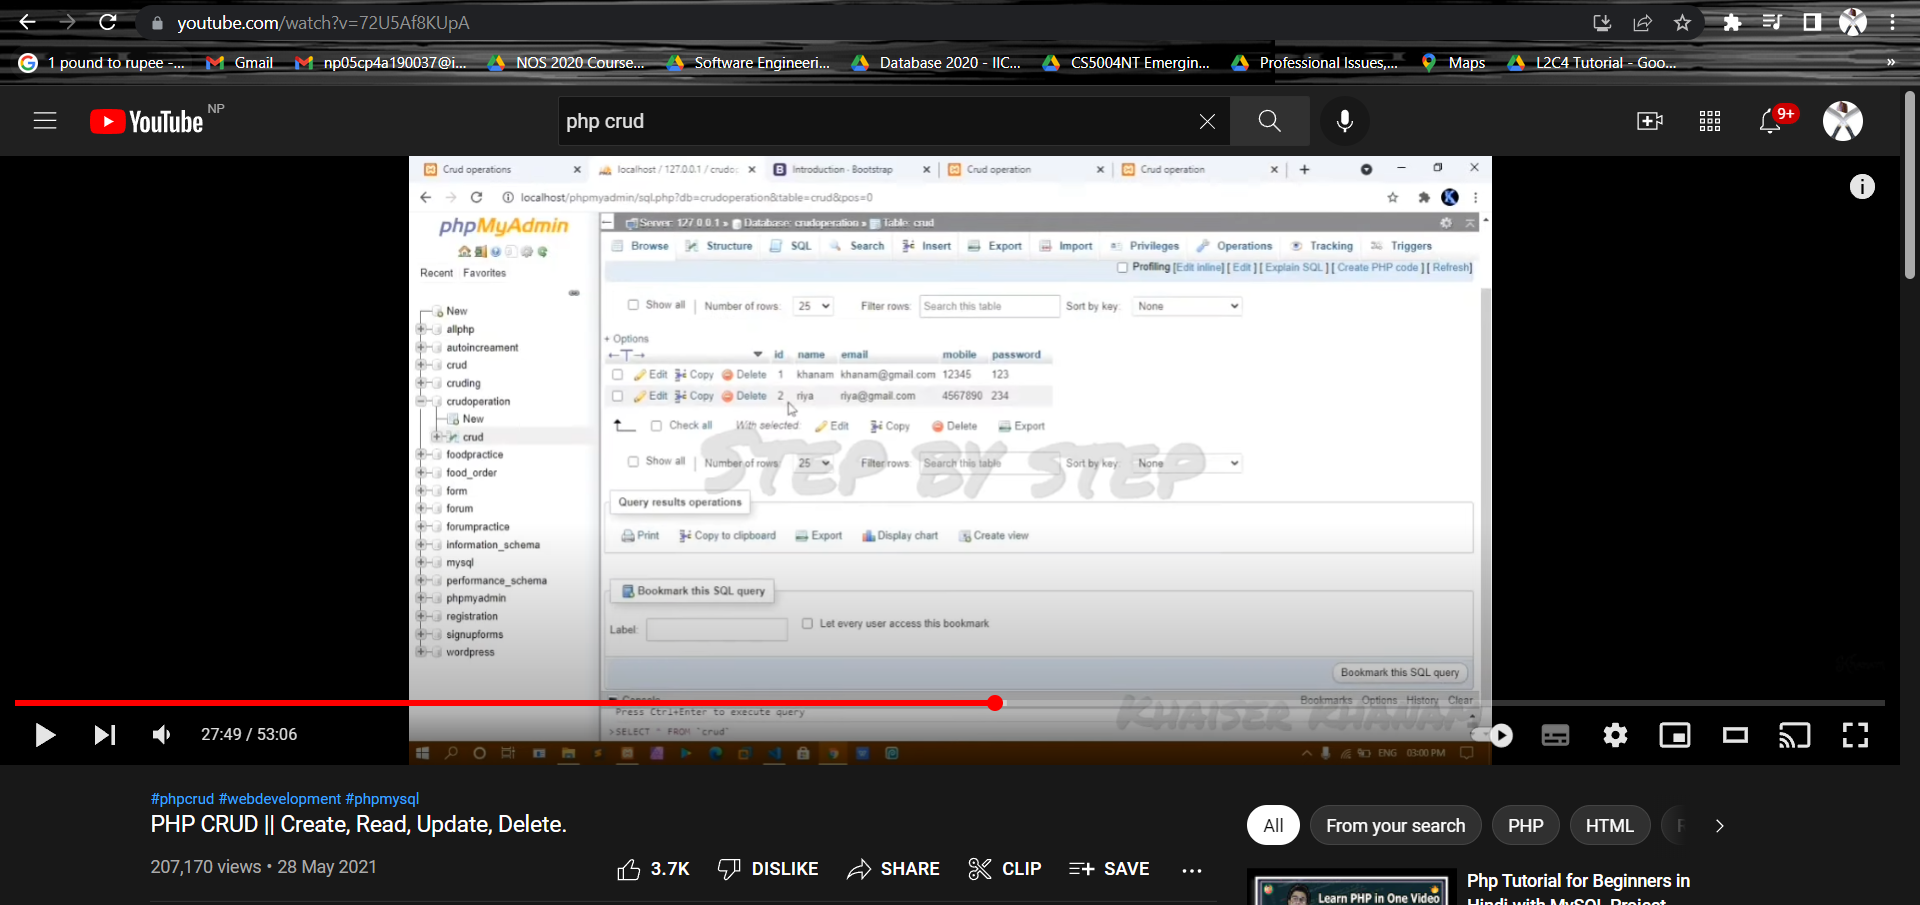 youtube.com/watch?v=72U5Af8KUpA
1 pound to rupee -... Gmail np05cp4a190037@i... NOS 2020 Course... Software Engineeri... Database 2020 - IIC... CS5004NT Emergin... Professional Issues,... Maps L2C4 Tutorial - Goo... »
YouTube NP php crud 9+
Crud operations localhost / 127.0.0.1 / crudo: Introduction · Bootstrap Crud operation Crud operation
localhost/phpmyadmin/sql.php?db=crudoperation&table=crud&pos=0
phpMyAdmin
Recent Favorites
New
allphp
autoincreament
crud
cruding
crudoperation
New
crud
foodpractice
food_order
form
forum
forumpractice
information_schema
mysql
performance_schema
phpmyadmin
registration
signupforms
wordpress
Server: 127.0.0.1 » Database: crudoperation » Table: crud
Browse Structure SQL Search Insert Export Import Privileges Operations Tracking Triggers
Profiling [Edit inline] [ Edit ] [ Explain SQL ] [ Create PHP code ] [ Refresh]
Show all | Number of rows: 25 Filter rows: Search this table Sort by key: None
+ Options
←T→ id name email mobile password
Edit Copy Delete 1 khanam khanam@gmail.com 12345 123
Edit Copy Delete 2 riya riya@gmail.com 4567890 234
Check all With selected: Edit Copy Delete Export
Show all | Number of rows: 25 Filter rows: Search this table Sort by key: None
STEP BY STEP
Query results operations
Print Copy to clipboard Export Display chart Create view
Bookmark this SQL query
Label: Let every user access this bookmark
Bookmark this SQL query
Console Bookmarks Options History Clear
Press Ctrl+Enter to execute query
KHAISER KHANAM
>SELECT * FROM `crud`
ENG 03:00 PM
27:49 / 53:06
#phpcrud #webdevelopment #phpmysql
PHP CRUD || Create, Read, Update, Delete.
207,170 views • 28 May 2021
3.7K DISLIKE SHARE CLIP SAVE ...
All From your search PHP HTML
Learn PHP in One Video
Php Tutorial for Beginners in
Hindi with MySQL Project